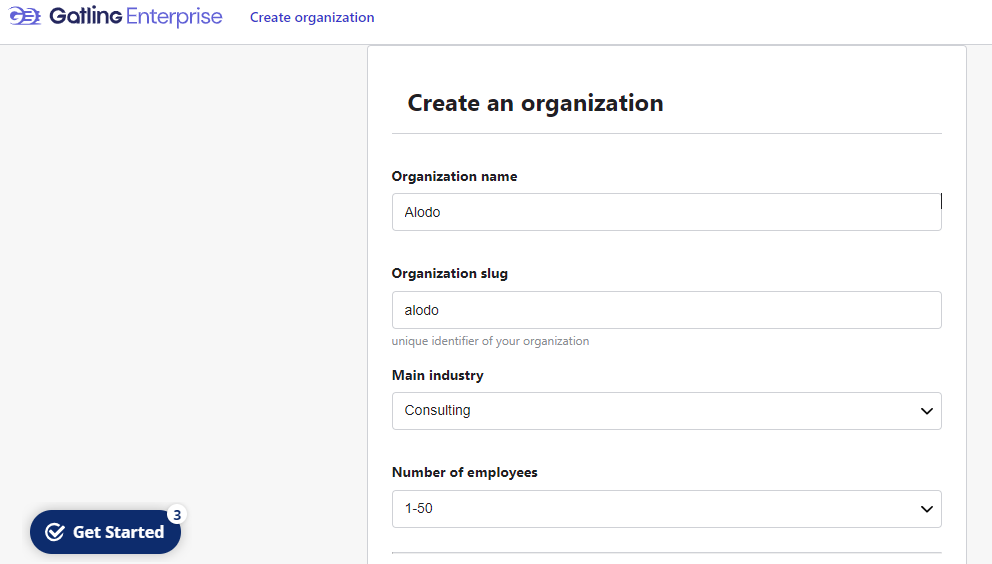 Gatling Enterprise Create organization
Create an organization
Organization name
Alodo
Organization slug
alodo
unique identifier of your organization
Main industry
Consulting
Number of employees
1-50
Get Started 3